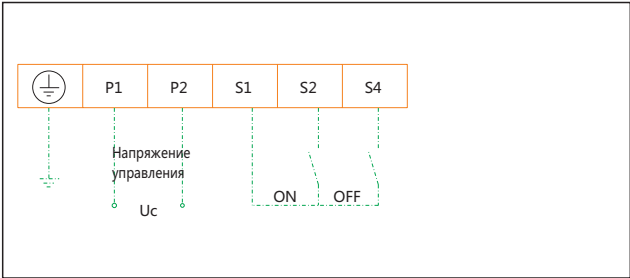 P1 P2 S1 S2 S4
Напряжение
управления
Uc
ON OFF